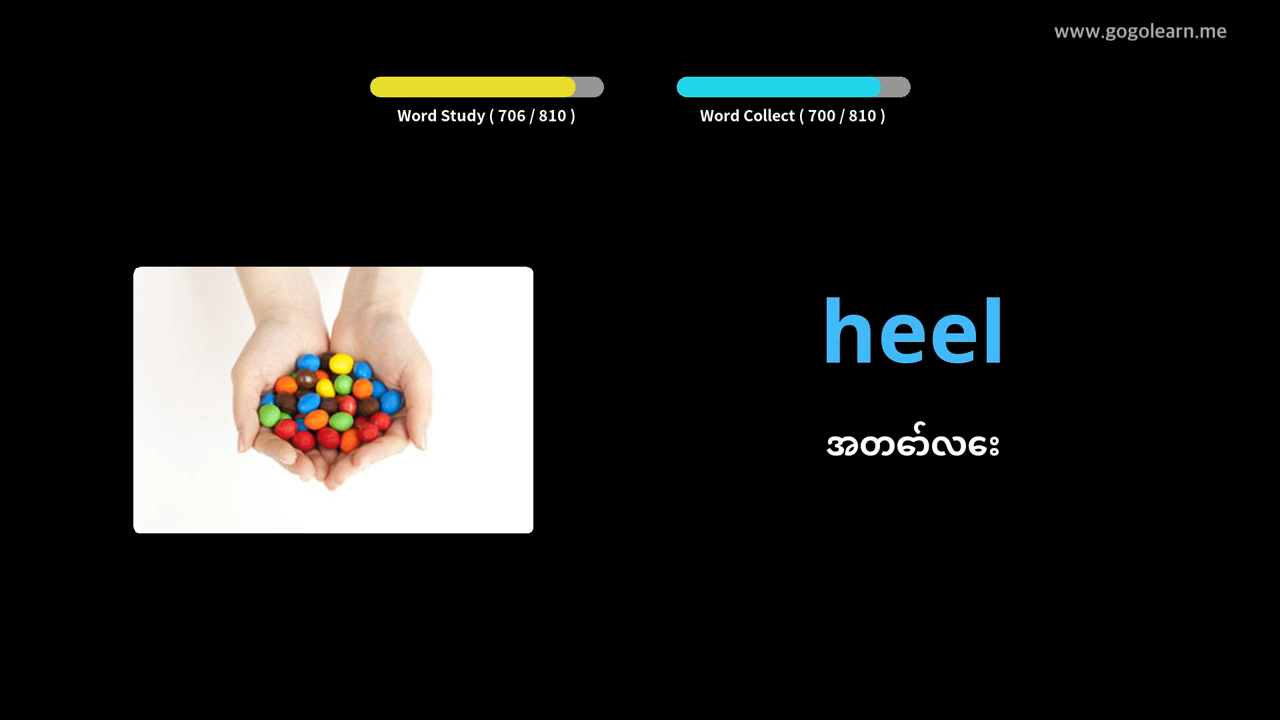 www.gogolearn.me
Word Study ( 706 / 810 )
Word Collect ( 700 / 810 )
heel
အတော်လေး